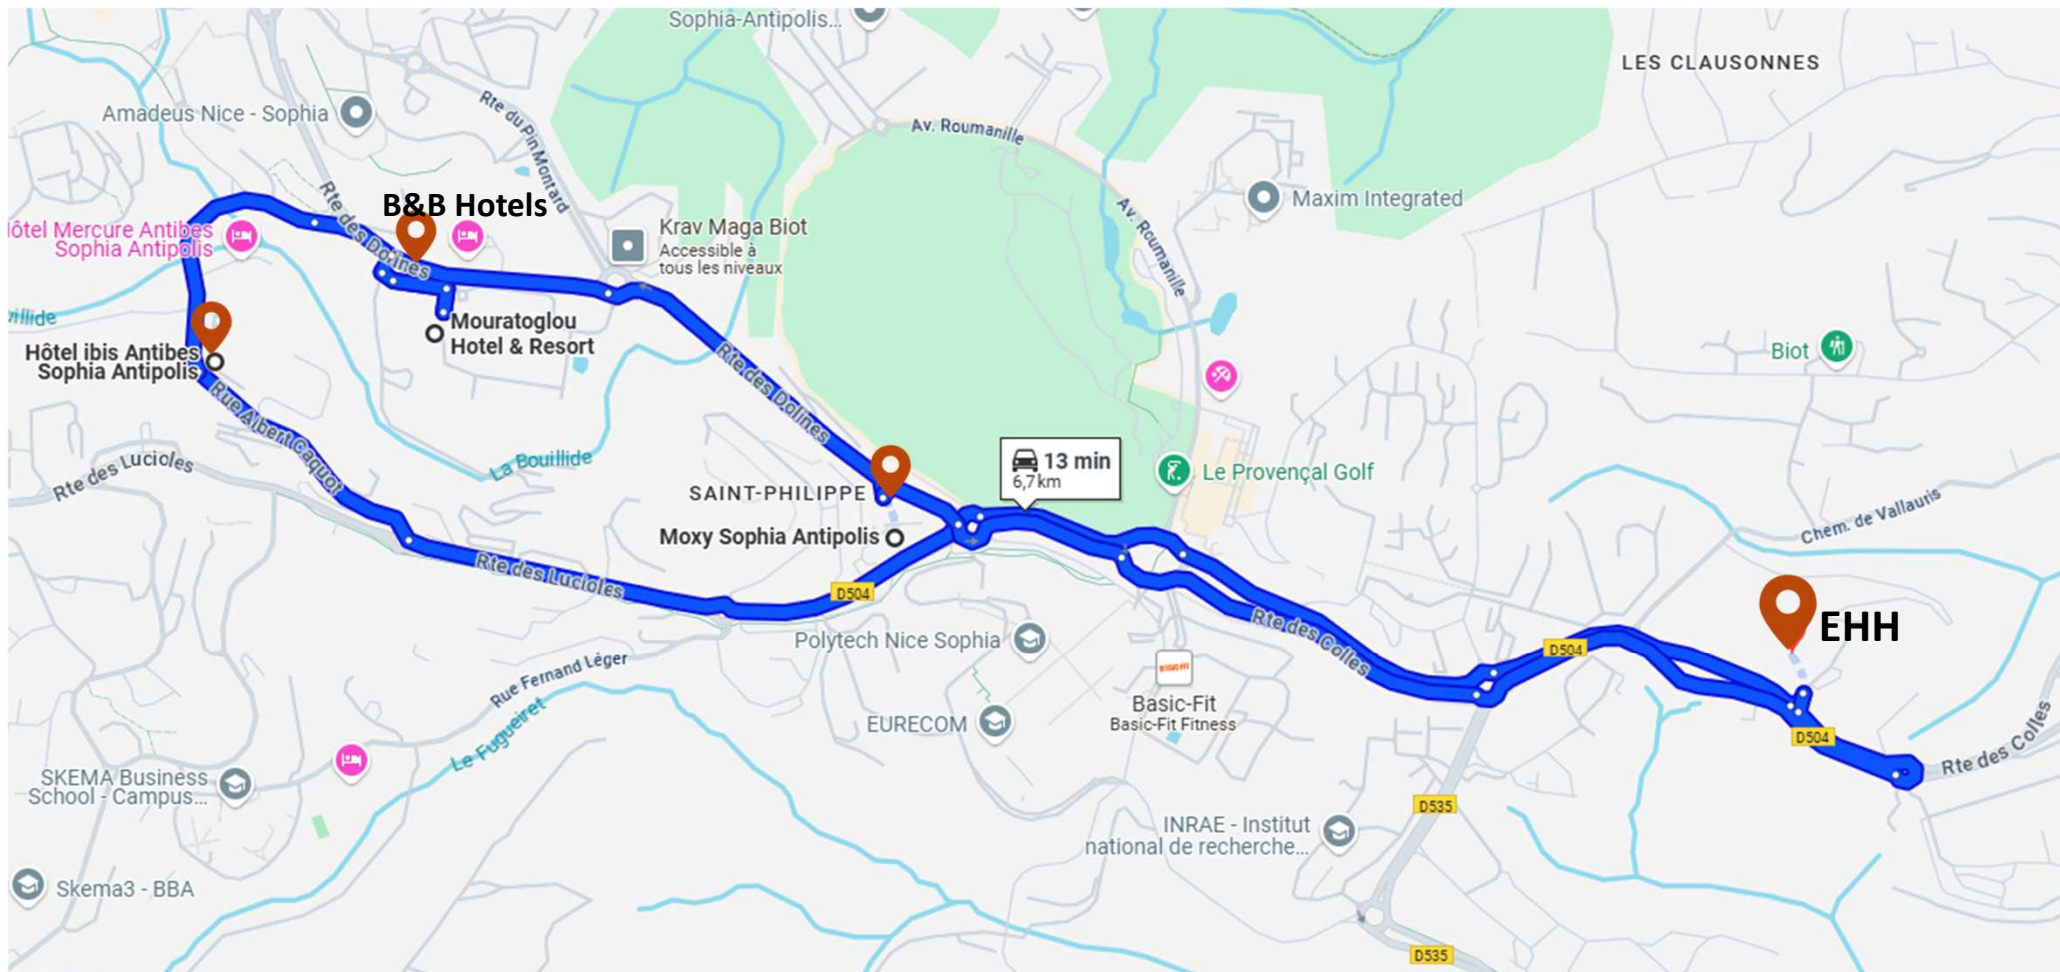 Sophia-Antipolis...
LES CLAUSONNES
Amadeus Nice - Sophia
Rte du Pin Montard
Av. Roumanille
Maxim Integrated
B&B Hotels
Rte des Dolines
ôtel Mercure Antibes
Sophia Antipolis
Krav Maga Biot
Accessible à
tous les niveaux
Av. Roumanille
Mouratoglou
Hotel & Resort
Hôtel ibis Antibes
Sophia Antipolis
Biot
Rte des Dolines
Rue Albert Caquot
La Bouillide
Rte des Lucioles
SAINT-PHILIPPE
13 min
6,7 km
Le Provençal Golf
Moxy Sophia Antipolis
Chem. de Vallauris
Rte des Lucioles
D504
EHH
Polytech Nice Sophia
Rte des Colles
D504
Rue Fernand Léger
Basic-Fit
Basic-Fit Fitness
EURECOM
Le Fugueiret
D504
Rte des Colles
SKEMA Business
School - Campus...
D535
INRAE - Institut
national de recherche...
Skema3 - BBA
D535